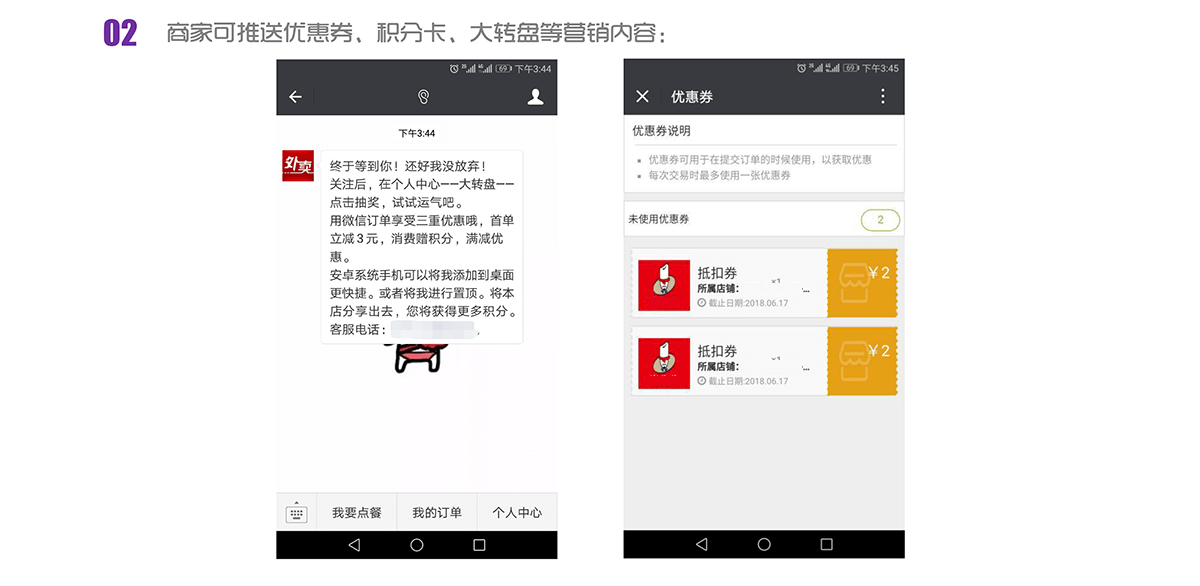 02 商家可推送优惠券、积分卡、大转盘等营销内容：
下午3:44
下午3:44
外卖
终于等到你！还好我没放弃！
关注后，在个人中心——大转盘——
点击抽奖，试试运气吧。
用微信订单享受三重优惠哦，首单
立减3元，消费赠积分，满减优
惠。
安卓系统手机可以将我添加到桌面
更快捷。或者将我进行置顶。将本
店分享出去，您将获得更多积分。
客服电话：
我要点餐 我的订单 个人中心
69 下午3:45
优惠券
优惠券说明
优惠券可用于在提交订单的时候使用，以获取优惠
每次交易时最多使用一张优惠券
未使用优惠券 2
抵扣券 ¥2
所属店铺： ...
截止日期:2018.06.17
抵扣券 ¥2
所属店铺： ...
截止日期:2018.06.17